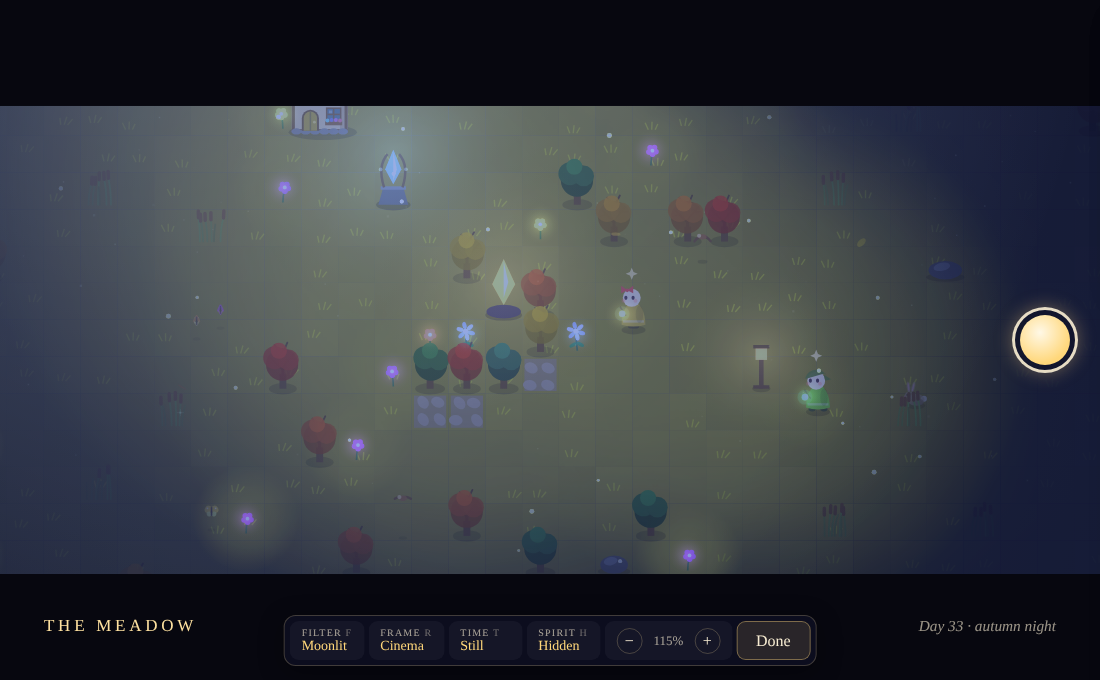 THE MEADOW
FILTER F
Moonlit
FRAME R
Cinema
TIME T
Still
SPIRIT H
Hidden
− 115% +
Done
Day 33 · autumn night